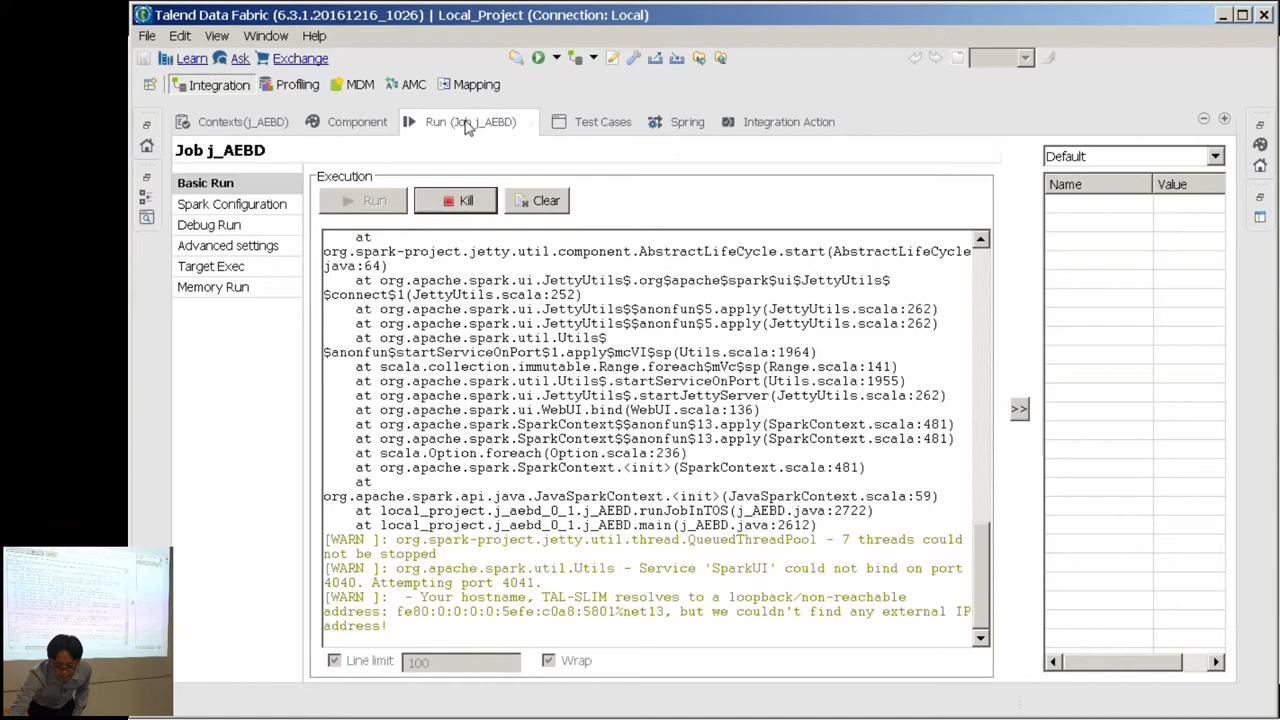 Talend Data Fabric (6.3.1.20161216_1026) | Local_Project (Connection: Local)
File Edit View Window Help
Learn Ask Exchange
Integration Profiling MDM AMC Mapping
Contexts(j_AEBD) Component Run (Job j_AEBD) Test Cases Spring Integration Action
Job j_AEBD
Default
Basic Run
Spark Configuration
Debug Run
Advanced settings
Target Exec
Memory Run
Execution
Run Kill Clear
at
org.spark-project.jetty.util.component.AbstractLifeCycle.start(AbstractLifeCycle
java:64)
at org.apache.spark.ui.JettyUtils$.org$apache$spark$ui$JettyUtils$
$connect$1(JettyUtils.scala:252)
at org.apache.spark.ui.JettyUtils$$anonfun$5.apply(JettyUtils.scala:262)
at org.apache.spark.ui.JettyUtils$$anonfun$5.apply(JettyUtils.scala:262)
at org.apache.spark.util.Utils$
$anonfun$startServiceOnPort$1.apply$mcVI$sp(Utils.scala:1964)
at scala.collection.immutable.Range.foreach$mVc$sp(Range.scala:141)
at org.apache.spark.util.Utils$.startServiceOnPort(Utils.scala:1955)
at org.apache.spark.ui.JettyUtils$.startJettyServer(JettyUtils.scala:262)
at org.apache.spark.ui.WebUI.bind(WebUI.scala:136)
at org.apache.spark.SparkContext$$anonfun$13.apply(SparkContext.scala:481)
at org.apache.spark.SparkContext$$anonfun$13.apply(SparkContext.scala:481)
at scala.Option.foreach(Option.scala:236)
at org.apache.spark.SparkContext.<init>(SparkContext.scala:481)
at
org.apache.spark.api.java.JavaSparkContext.<init>(JavaSparkContext.scala:59)
at local_project.j_aebd_0_1.j_AEBD.runJobInTOS(j_AEBD.java:2722)
at local_project.j_aebd_0_1.j_AEBD.main(j_AEBD.java:2612)
[WARN ]: org.spark-project.jetty.util.thread.QueuedThreadPool - 7 threads could
not be stopped
[WARN ]: org.apache.spark.util.Utils - Service 'SparkUI' could not bind on port
4040. Attempting port 4041.
[WARN ]:  - Your hostname, TAL-SLIM resolves to a loopback/non-reachable
address: fe80:0:0:0:0:5efe:c0a8:5801%net13, but we couldn't find any external IP
address!
Line limit 100 Wrap
>>
Name Value